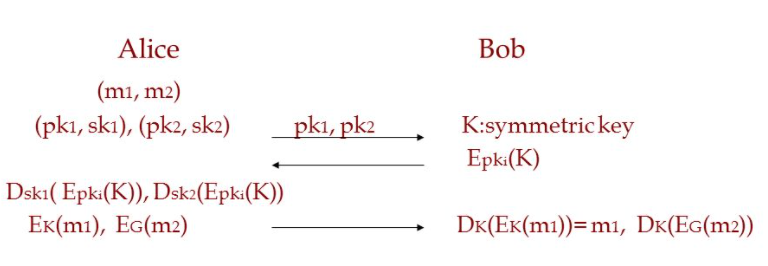 Alice Bob
(m1, m2)
(pk1, sk1), (pk2, sk2) pk1, pk2 K:symmetric key
Epki(K)
Dsk1( Epki(K)), Dsk2(Epki(K))
EK(m1), EG(m2) DK(EK(m1))= m1, DK(EG(m2))